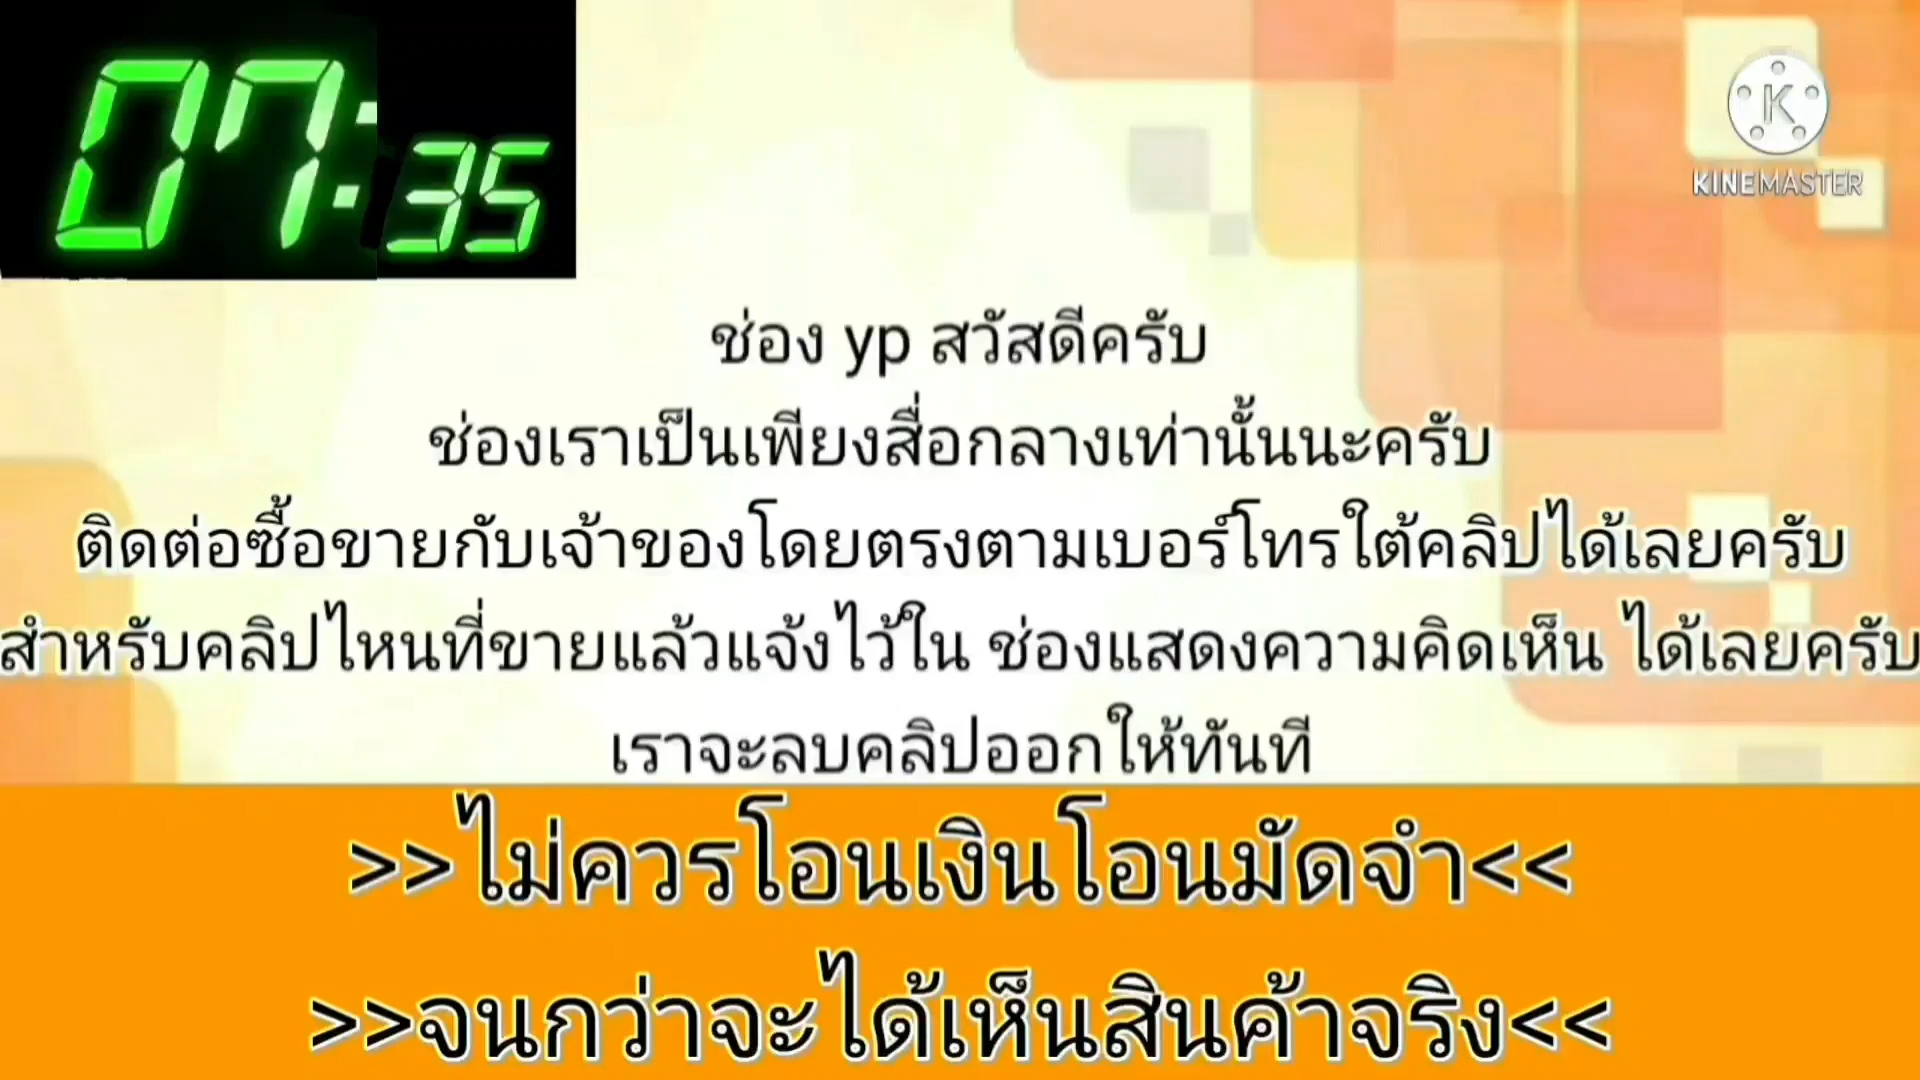 07:35
KINEMASTER
ช่อง yp สวัสดีครับ
ช่องเราเป็นเพียงสื่อกลางเท่านั้นนะครับ
ติดต่อซื้อขายกับเจ้าของโดยตรงตามเบอร์โทรใต้คลิปได้เลยครับ
สำหรับคลิปไหนที่ขายแล้วแจ้งไว้ใน ช่องแสดงความคิดเห็น ได้เลยครับ
เราจะลบคลิปออกให้ทันที
>>ไม่ควรโอนเงินโอนมัดจำ<<
>>จนกว่าจะได้เห็นสินค้าจริง<<